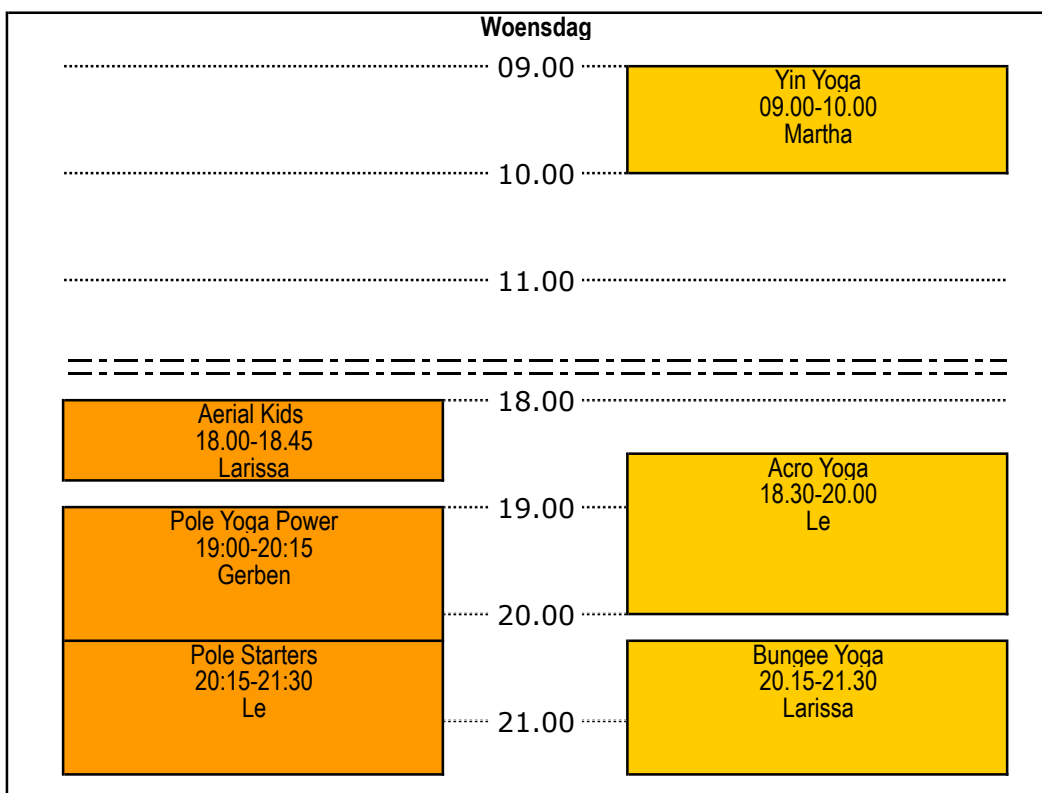 Woensdag
09.00
Yin Yoga
09.00-10.00
Martha
10.00
11.00
18.00
Aerial Kids
18.00-18.45
Larissa
Acro Yoga
18.30-20.00
Le
19.00
Pole Yoga Power
19:00-20:15
Gerben
20.00
Pole Starters
20:15-21:30
Le
Bungee Yoga
20.15-21.30
Larissa
21.00